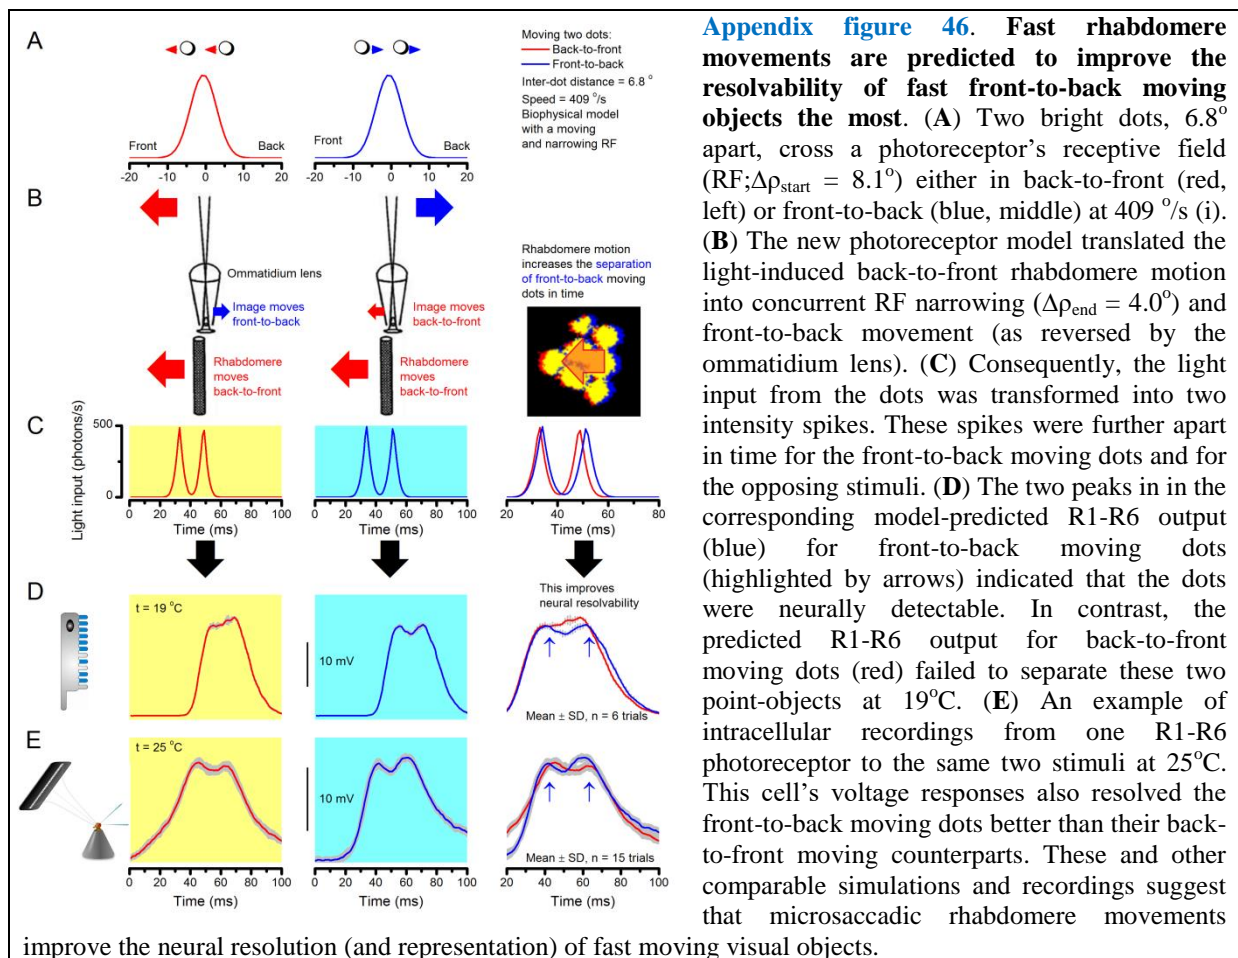 A
Moving two dots:
Back-to-front
Front-to-back
Inter-dot distance = 6.8 °
Speed = 409 °/s
Biophysical model
with a moving
and narrowing RF
Front
Back
-20 -10 0 10 20
Front
Back
-20 -10 0 10 20
B
Ommatidium lens
Image moves
front-to-back
Rhabdomere
moves
back-to-front
Image moves
back-to-front
Rhabdomere
moves
back-to-front
Rhabdomere motion
increases the separation
of front-to-back moving
dots in time
C
Light input (photons/s)
500
0
0 20 40 60 80 100
Time (ms)
0 20 40 60 80 100
Time (ms)
20 40 60 80
Time (ms)
D
t = 19 °C
10 mV
This improves
neural resolvability
Mean ± SD, n = 6 trials
E
t = 25 °C
10 mV
Mean ± SD, n = 15 trials
0 20 40 60 80 100
Time (ms)
0 20 40 60 80 100
Time (ms)
20 40 60 80 100
Time (ms)
Appendix figure 46. Fast rhabdomere
movements are predicted to improve the
resolvability of fast front-to-back moving
objects the most. (A) Two bright dots, 6.8°
apart, cross a photoreceptor's receptive field
(RF;Δρstart = 8.1°) either in back-to-front (red,
left) or front-to-back (blue, middle) at 409 °/s (i).
(B) The new photoreceptor model translated the
light-induced back-to-front rhabdomere motion
into concurrent RF narrowing (Δρend = 4.0°) and
front-to-back movement (as reversed by the
ommatidium lens). (C) Consequently, the light
input from the dots was transformed into two
intensity spikes. These spikes were further apart
in time for the front-to-back moving dots and for
the opposing stimuli. (D) The two peaks in in the
corresponding model-predicted R1-R6 output
(blue) for front-to-back moving dots
(highlighted by arrows) indicated that the dots
were neurally detectable. In contrast, the
predicted R1-R6 output for back-to-front
moving dots (red) failed to separate these two
point-objects at 19°C. (E) An example of
intracellular recordings from one R1-R6
photoreceptor to the same two stimuli at 25°C.
This cell's voltage responses also resolved the
front-to-back moving dots better than their back-
to-front moving counterparts. These and other
comparable simulations and recordings suggest
that microsaccadic rhabdomere movements
improve the neural resolution (and representation) of fast moving visual objects.